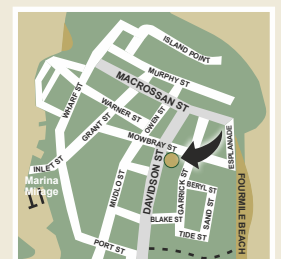 ISLAND POINT
MURPHY ST
MACROSSAN ST
WHARF ST
WARNER ST
OWEN ST
GRANT ST
MOWBRAY ST
ESPLANADE
INLET ST
Marina
Mirage
MUDLO ST
DAVIDSON ST
GARRICK ST
BERYL ST
SAND ST
FOURMILE BEACH
BLAKE ST
TIDE ST
PORT ST